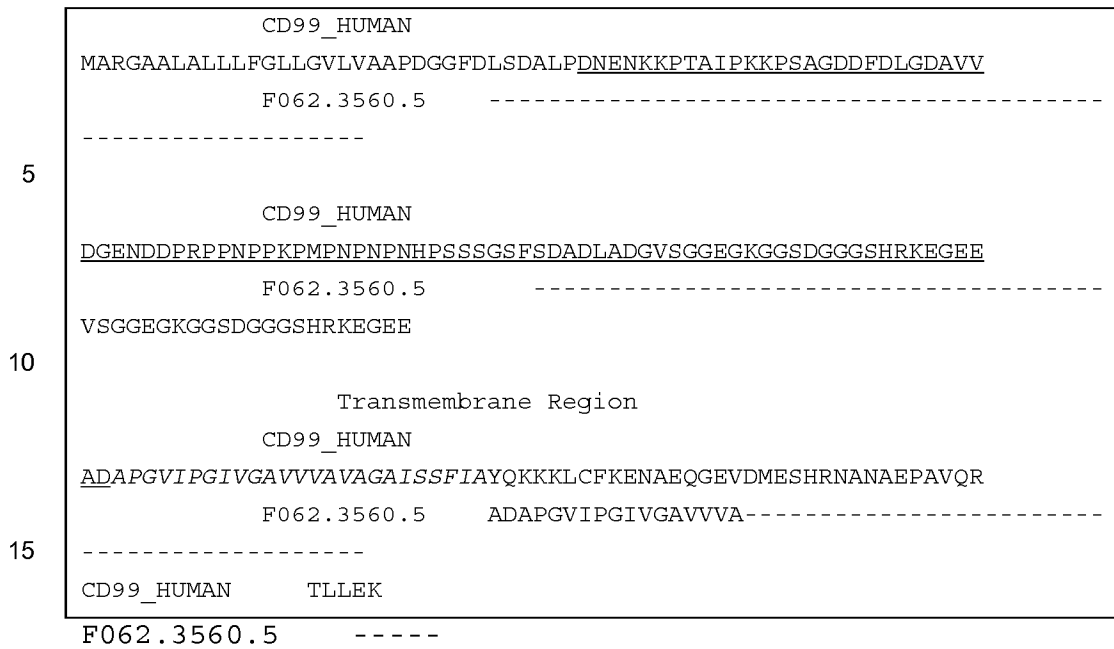 CD99_HUMAN
MARGAALALLLFGLLGVLVAAPDGGFDLSDALPDNENKKPTAIPKKPSAGDDFDLGDAVV
F062.3560.5 -----------------------------------------
-------------------
5
CD99_HUMAN
DGENDDPRPPNPPKPMPNPNPNHPSSSGSFSDADLADGVSGGEGKGGSDGGGSHRKEGEE
F062.3560.5 --------------------------------------
VSGGEGKGGSDGGGSHRKEGEE
10
Transmembrane Region
CD99_HUMAN
ADAPGVIPGIVGAVVVAVAGAISSFIAYQKKKLCFKENAEQGEVDMESHRNANAEPAVQR
F062.3560.5 ADAPGVIPGIVGAVVVA------------------------
15 -------------------
CD99_HUMAN TLLEK
F062.3560.5 -----